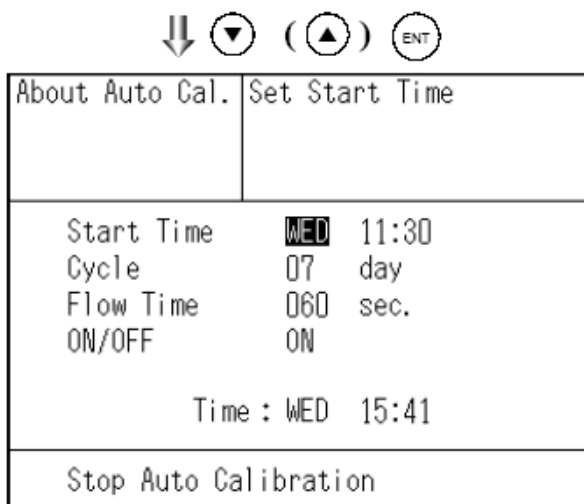 ( ) ENT
About Auto Cal. Set Start Time
Start Time WED 11:30
Cycle 07 day
Flow Time 060 sec.
ON/OFF ON
Time : WED 15:41
Stop Auto Calibration